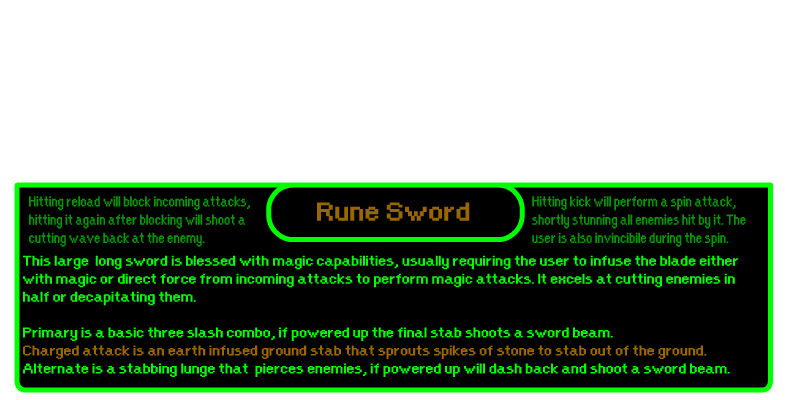 Rune Sword
Hitting reload will block incoming attacks,
hitting it again after blocking will shoot a
cutting wave back at the enemy.
Hitting kick will perform a spin attack,
shortly stunning all enemies hit by it. The
user is also invincibile during the spin.
This large long sword is blessed with magic capabilities, usually requiring the user to infuse the blade either
with magic or direct force from incoming attacks to perform magic attacks. It excels at cutting enemies in
half or decapitating them.
Primary is a basic three slash combo, if powered up the final stab shoots a sword beam.
Charged attack is an earth infused ground stab that sprouts spikes of stone to stab out of the ground.
Alternate is a stabbing lunge that pierces enemies, if powered up will dash back and shoot a sword beam.